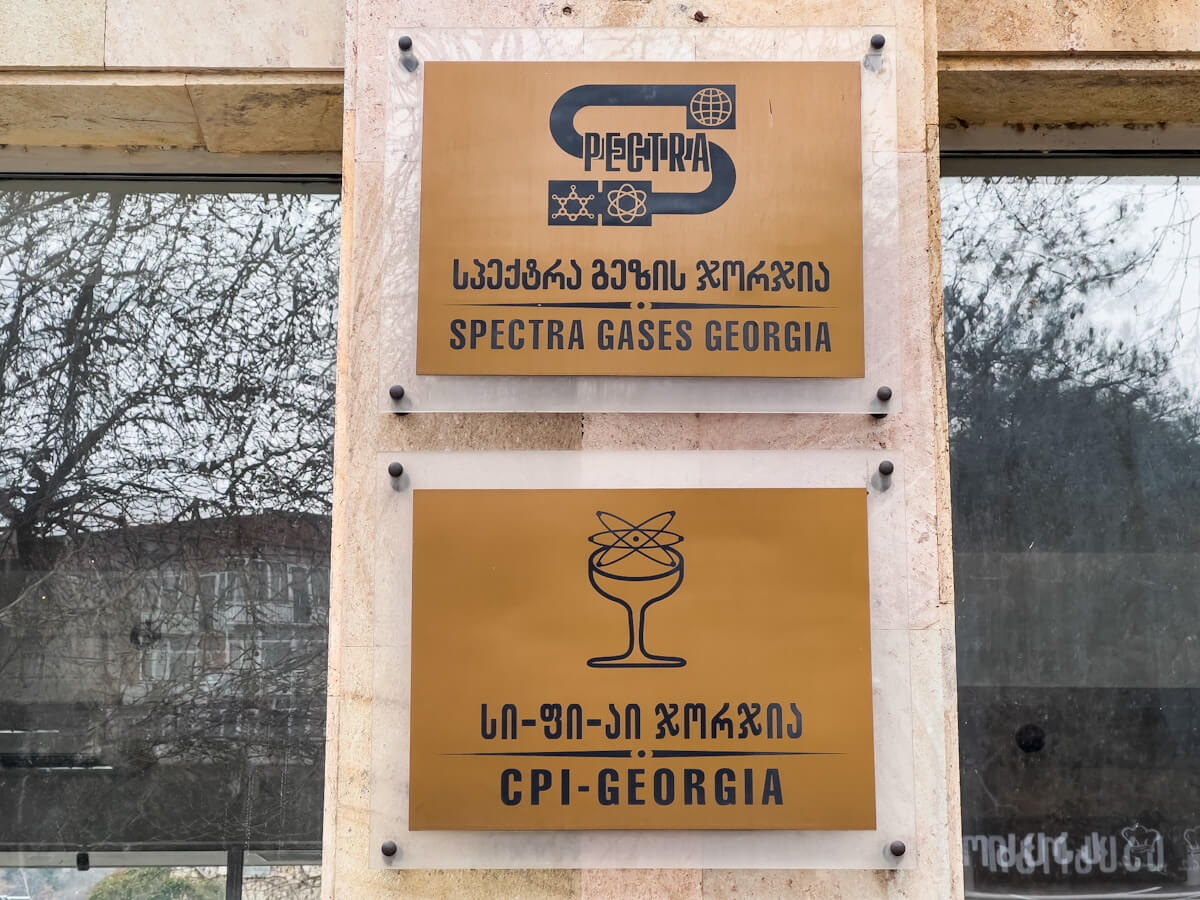 SPECTRA
სპექტრა გეზის ჯორჯია
SPECTRA GASES GEORGIA
სი-ფი-აი ჯორჯია
CPI-GEORGIA